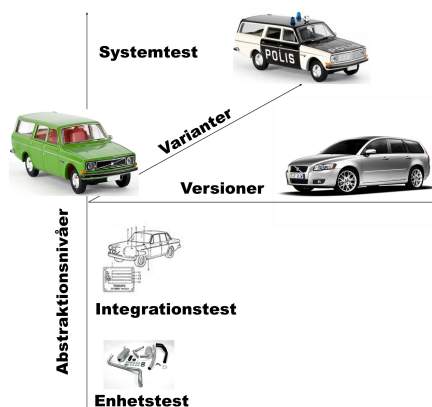 Systemtest
POLIS
Varianter
Versioner
Abstraktionsnivåer
Integrationstest
Enhetstest